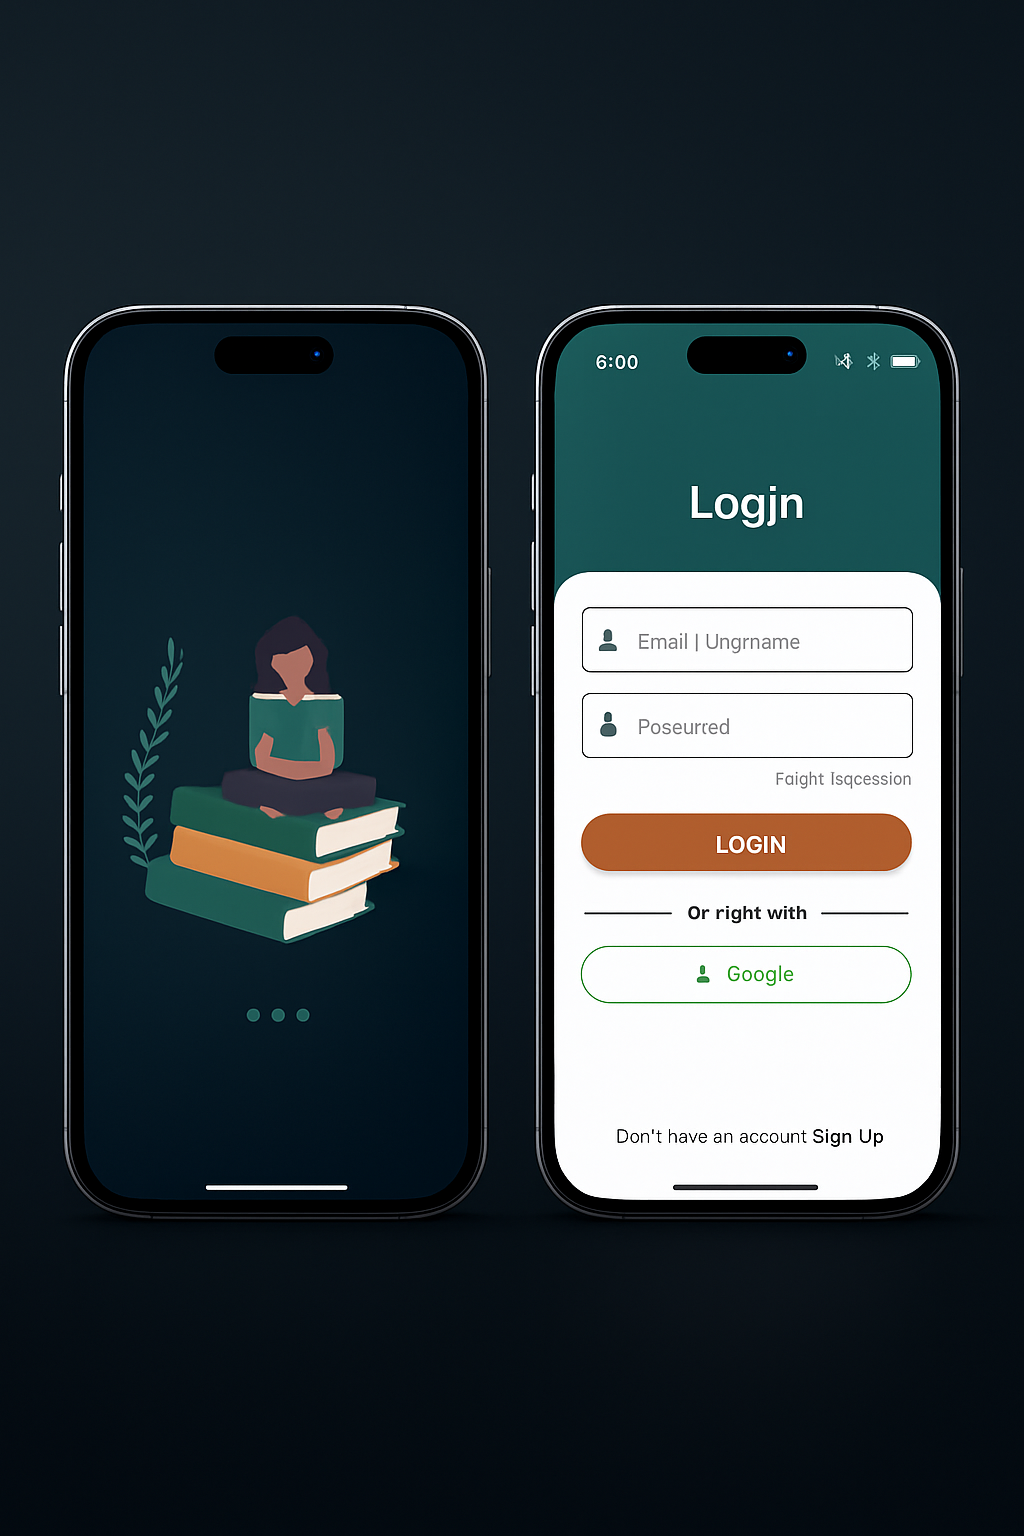 6:00
Logjn
Email | Ungrname
Poseurred
Faight Isqcession
LOGIN
Or right with
Google
Don't have an account Sign Up